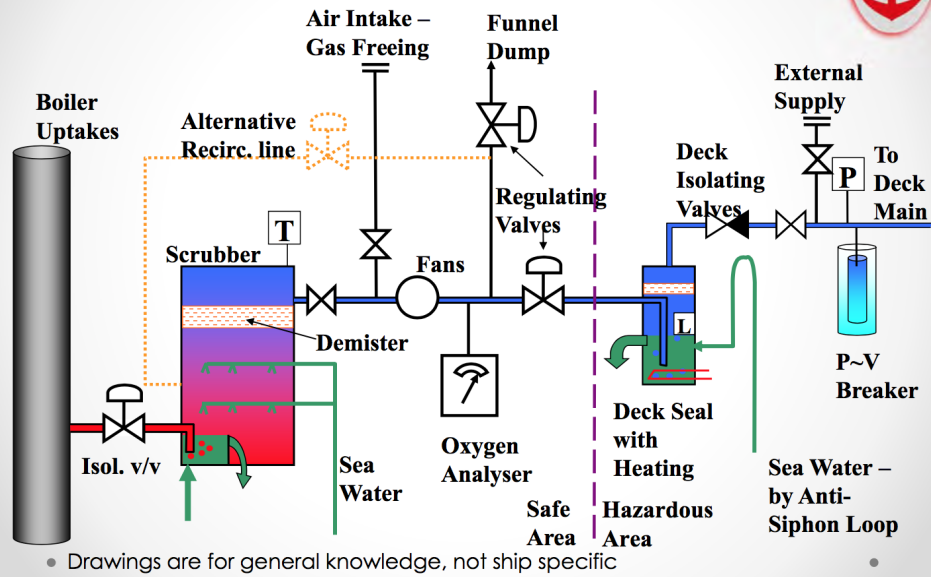 Air Intake –
Gas Freeing
Funnel
Dump
External
Supply
Boiler
Uptakes
Alternative
Recirc. line
Deck
Isolating
Valves
P
To
Deck
Main
Regulating
Valves
T
Scrubber
Fans
L
Demister
P~V
Breaker
Isol. v/v
Sea
Water
Oxygen
Analyser
Deck Seal
with
Heating
Sea Water –
by Anti-
Siphon Loop
Safe
Area
Hazardous
Area
• Drawings are for general knowledge, not ship specific